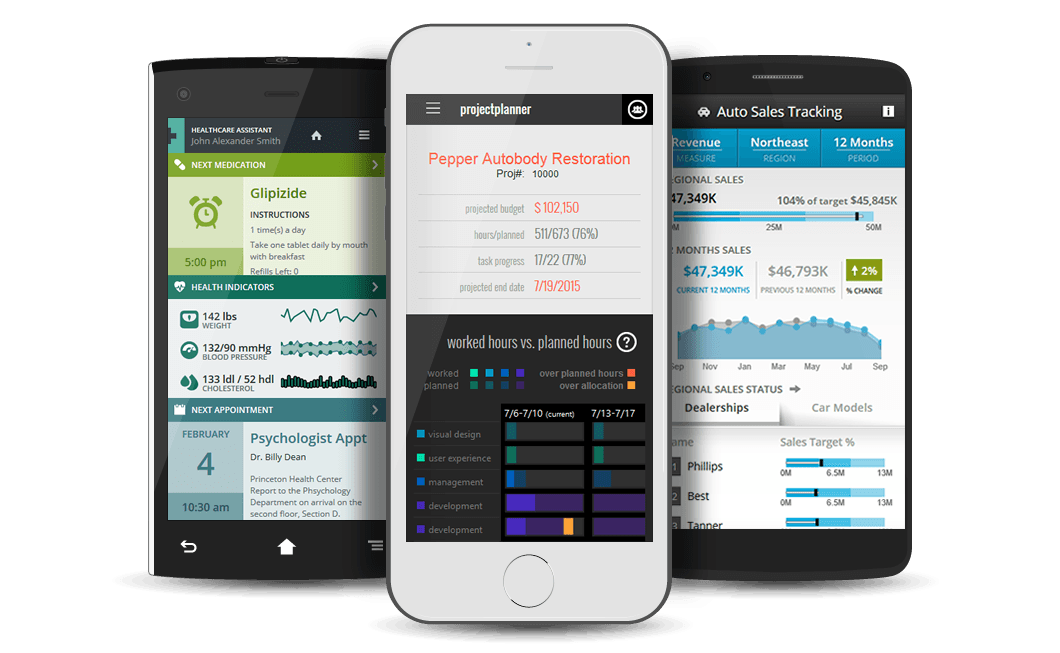 HEALTHCARE ASSISTANT
John Alexander Smith
NEXT MEDICATION
Glipizide
INSTRUCTIONS
1 time(s) a day
Take one tablet daily by mouth
with breakfast
Refills Left: 0
5:00 pm
HEALTH INDICATORS
142 lbs
WEIGHT
132/90 mmHg
BLOOD PRESSURE
133 ldl / 52 hdl
CHOLESTEROL
NEXT APPOINTMENT
FEBRUARY
4
10:30 am
Psychologist Appt
Dr. Billy Dean
Princeton Health Center
Report to the Phsychology
Department on arrival on the
second floor, Section D.
projectplanner
Pepper Autobody Restoration
Proj#: 10000
projected budget $ 102,150
hours/planned 511/673 (76%)
task progress 17/22 (77%)
projected end date 7/19/2015
worked hours vs. planned hours ?
worked over planned hours
planned over allocation
7/6-7/10 (current) 7/13-7/17
visual design
user experience
management
development
development
Auto Sales Tracking i
Revenue Northeast 12 Months
MEASURE REGION PERIOD
EGIONAL SALES
47,349K 104% of target $45,845K
0M 25M 50M
MONTHS SALES
$47,349K $46,793K 2%
CURRENT 12 MONTHS PREVIOUS 12 MONTHS % CHANGE
Sep Nov Jan Mar May Jul Sep
EGIONAL SALES STATUS
Dealerships Car Models
ame Sales Target %
1 Phillips
0M 6.5M 13M
2 Best
0M 6.5M 13M
3 Tanner
0M 6.5M 13M